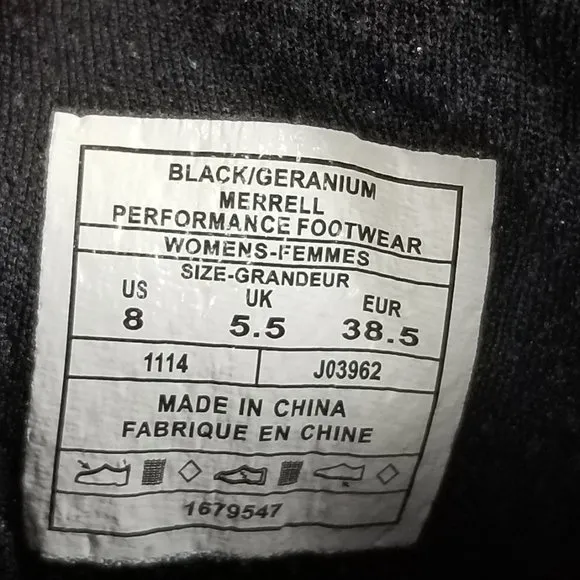 BLACK/GERANIUM
MERRELL
PERFORMANCE FOOTWEAR
WOMENS-FEMMES
SIZE-GRANDEUR
US UK EUR
8 5.5 38.5
1114 J03962
MADE IN CHINA
FABRIQUE EN CHINE
1679547